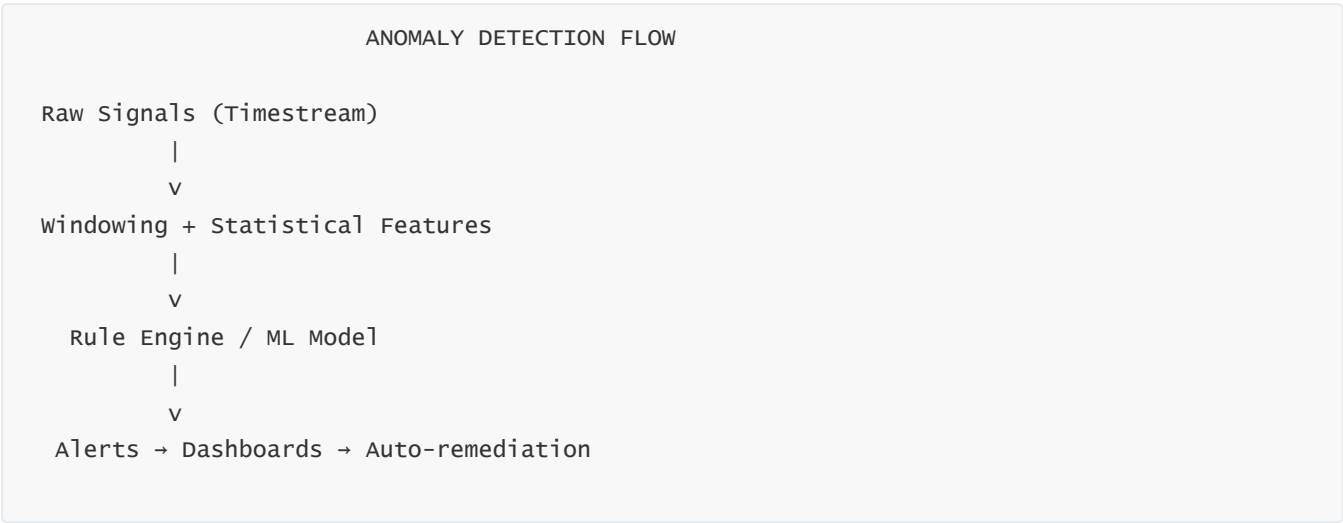 ANOMALY DETECTION FLOW
Raw Signals (Timestream)
|
v
Windowing + Statistical Features
|
v
Rule Engine / ML Model
|
v
Alerts → Dashboards → Auto-remediation